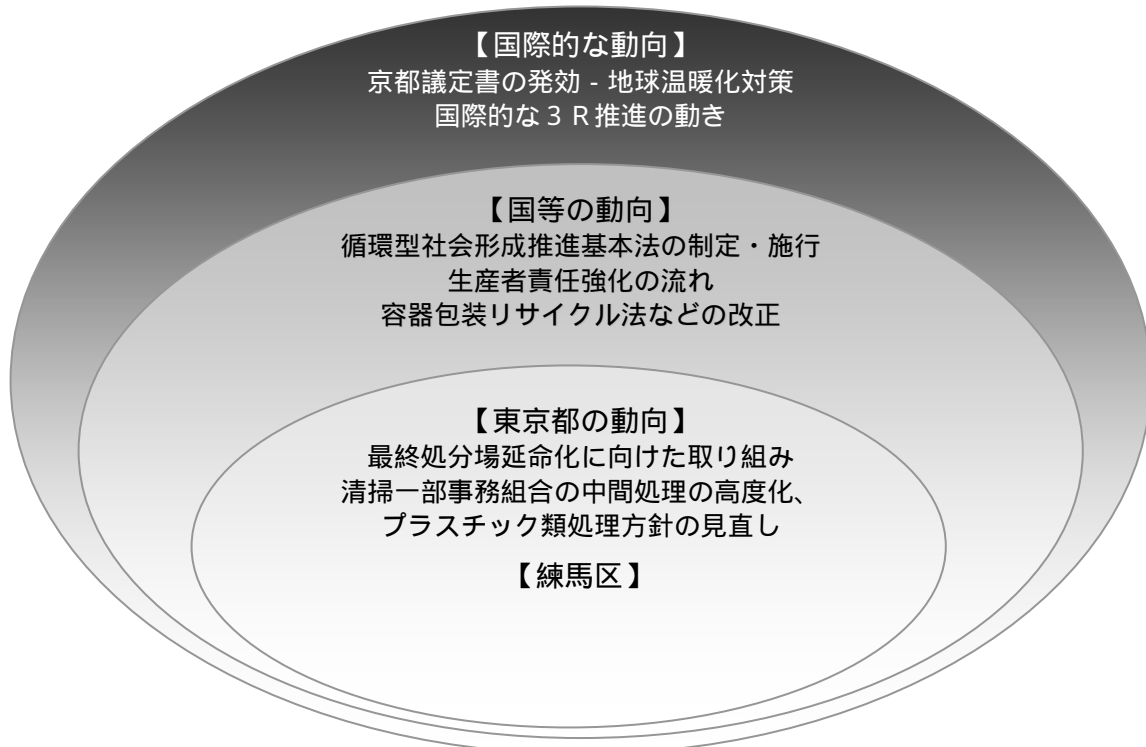 【国際的な動向】
京都議定書の発効 - 地球温暖化対策
国際的な３Ｒ推進の動き
【国等の動向】
循環型社会形成推進基本法の制定・施行
生産者責任強化の流れ
容器包装リサイクル法などの改正
【東京都の動向】
最終処分場延命化に向けた取り組み
清掃一部事務組合の中間処理の高度化、
プラスチック類処理方針の見直し
【練馬区】